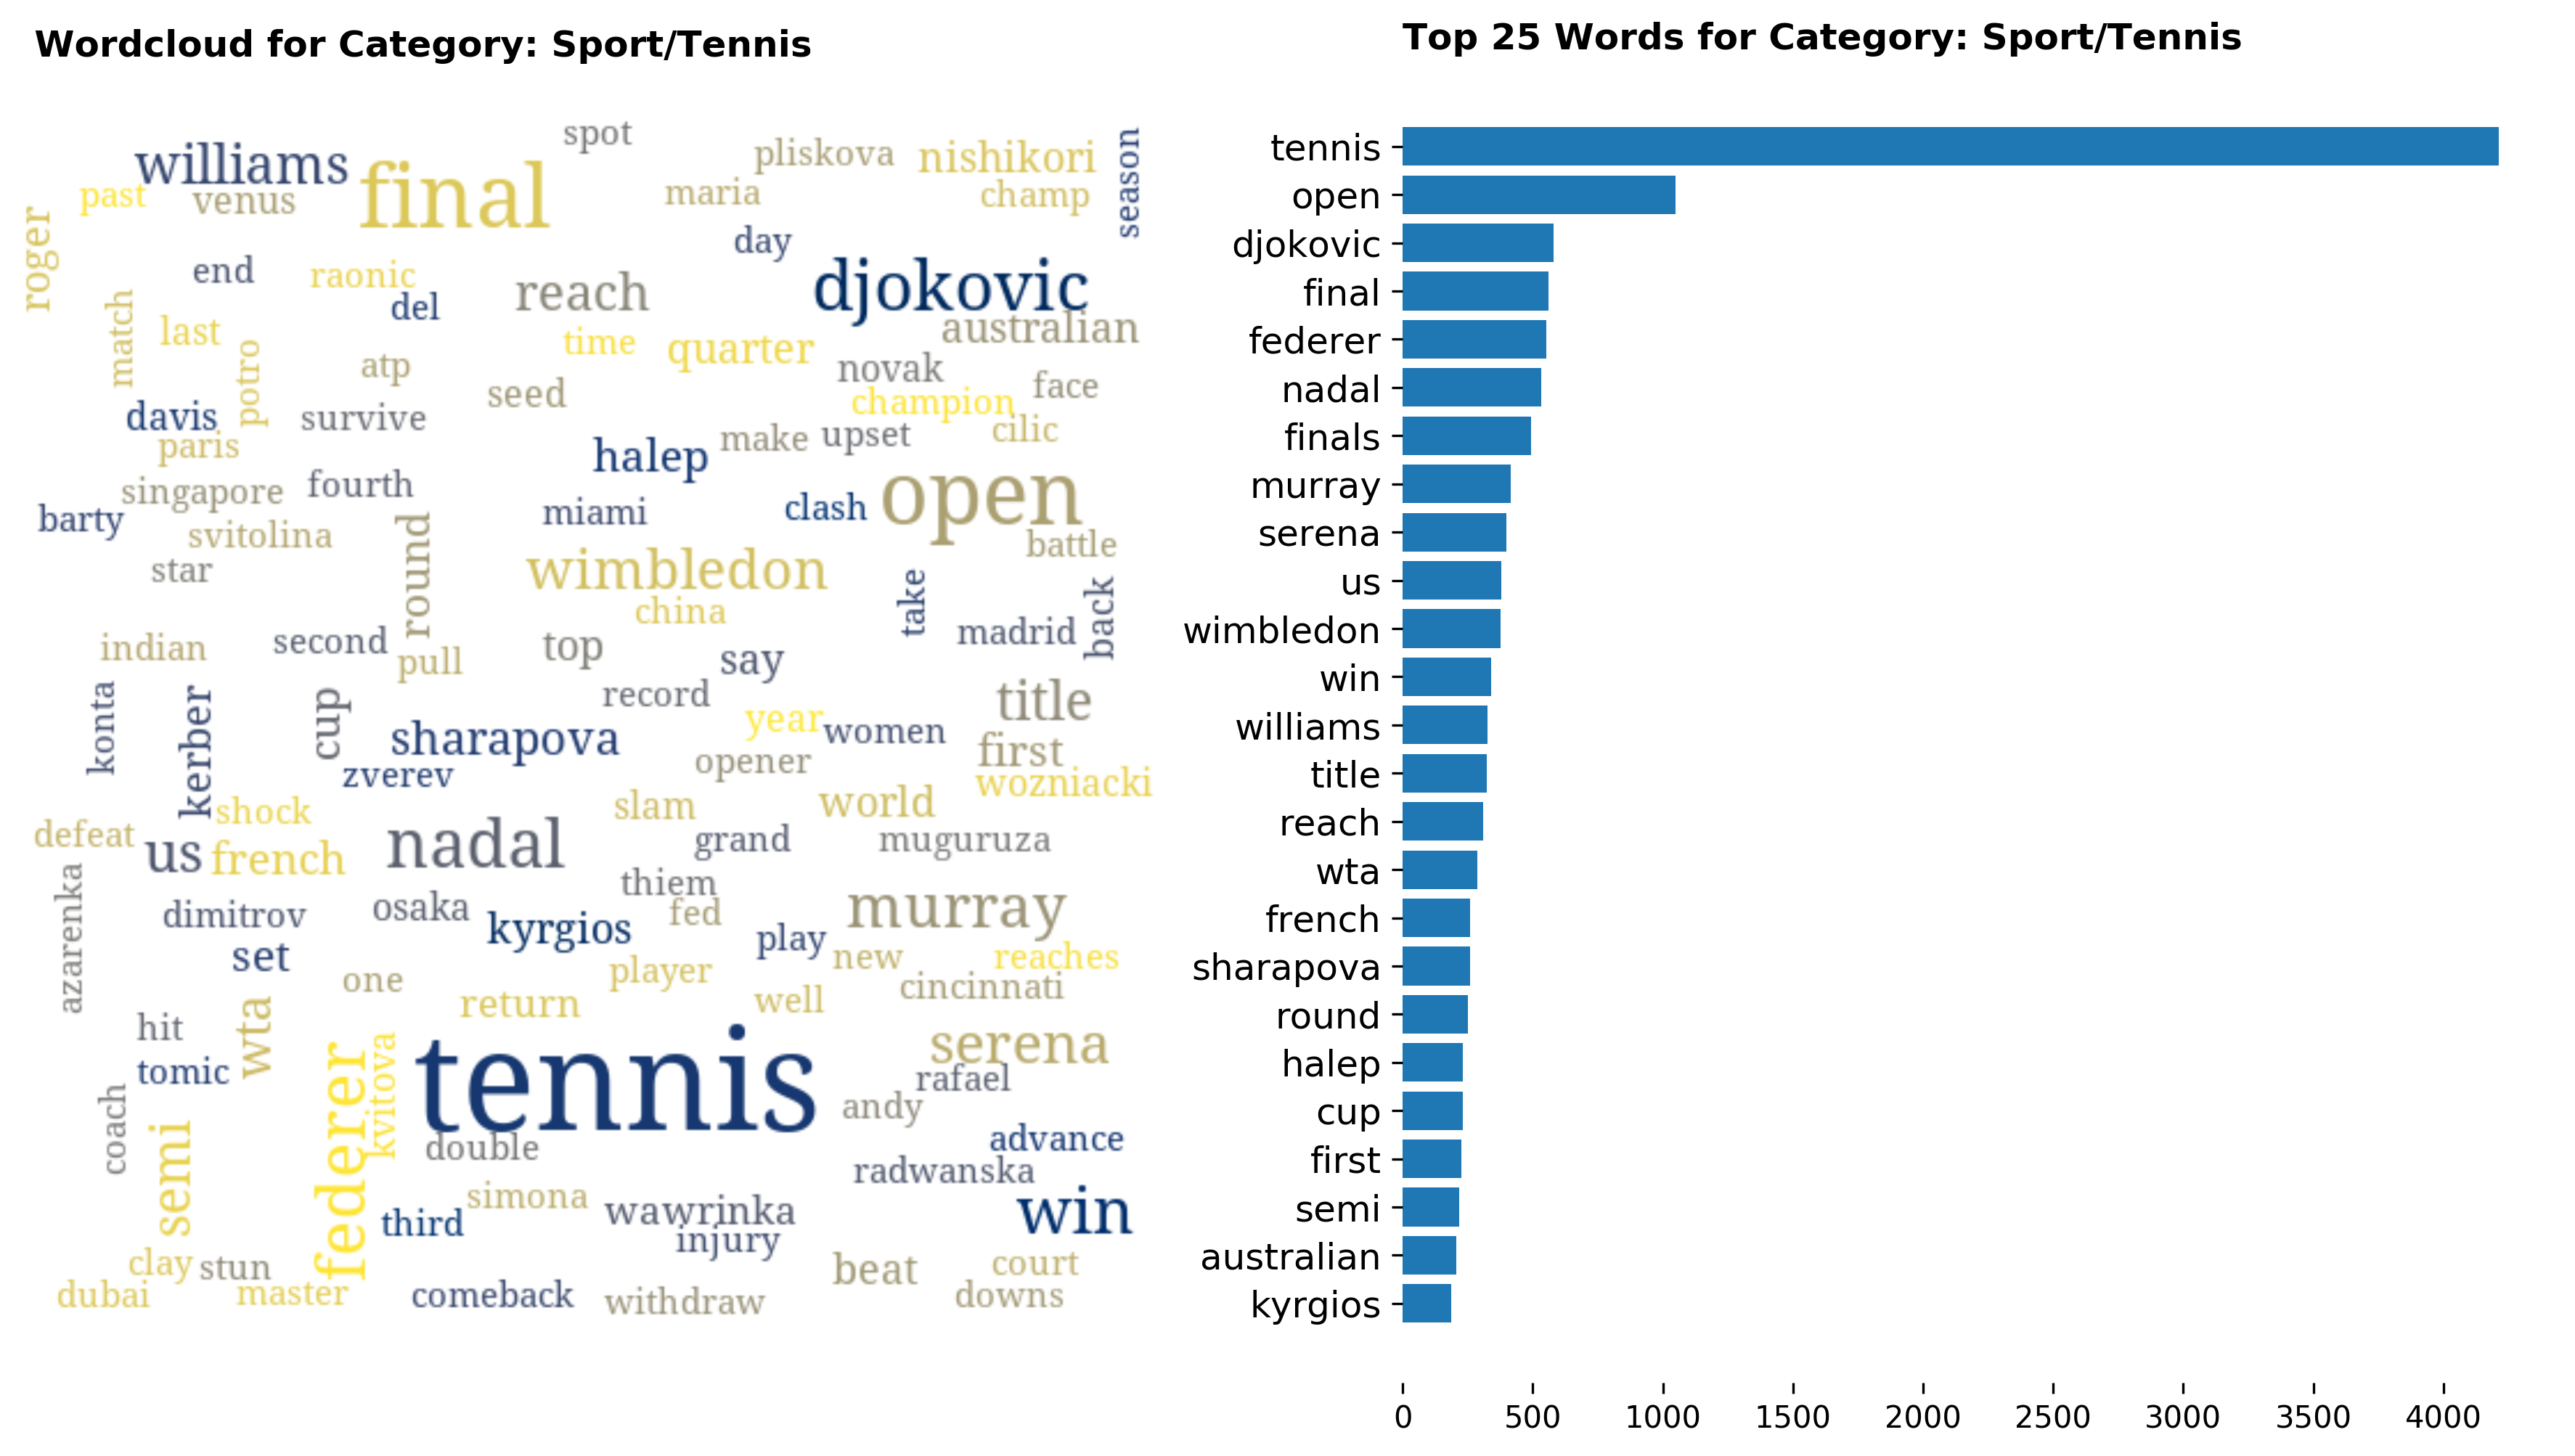 Wordcloud for Category: Sport/Tennis
spot
williams
final
pliskova
nishikori
season
past
venus
maria
champ
roger
day
end
raonic
reach
djokovic
del
match
last
time
quarter
australian
potro
atp
novak
seed
champion
face
davis
survive
paris
halep
make
upset
cilic
singapore
fourth
open
barty
miami
clash
svitolina
round
battle
star
wimbledon
take
back
china
indian
second
pull
top
say
madrid
konta
kerber
cup
record
title
sharapova
year
women
zverev
opener
first
wozniacki
shock
slam
world
defeat
us
french
nadal
grand
muguruza
azarenka
thiem
dimitrov
osaka
kyrgios
fed
murray
set
play
one
player
new
reaches
return
well
cincinnati
hit
wta
tennis
serena
tomic
federer
kvitova
rafael
coach
andy
semi
double
advance
radwanska
simona
third
wawrinka
injury
win
clay
stun
beat
court
dubai
master
comeback
withdraw
downs
Top 25 Words for Category: Sport/Tennis
tennis
open
djokovic
final
federer
nadal
finals
murray
serena
us
wimbledon
win
williams
title
reach
wta
french
sharapova
round
halep
cup
first
semi
australian
kyrgios
0 500 1000 1500 2000 2500 3000 3500 4000